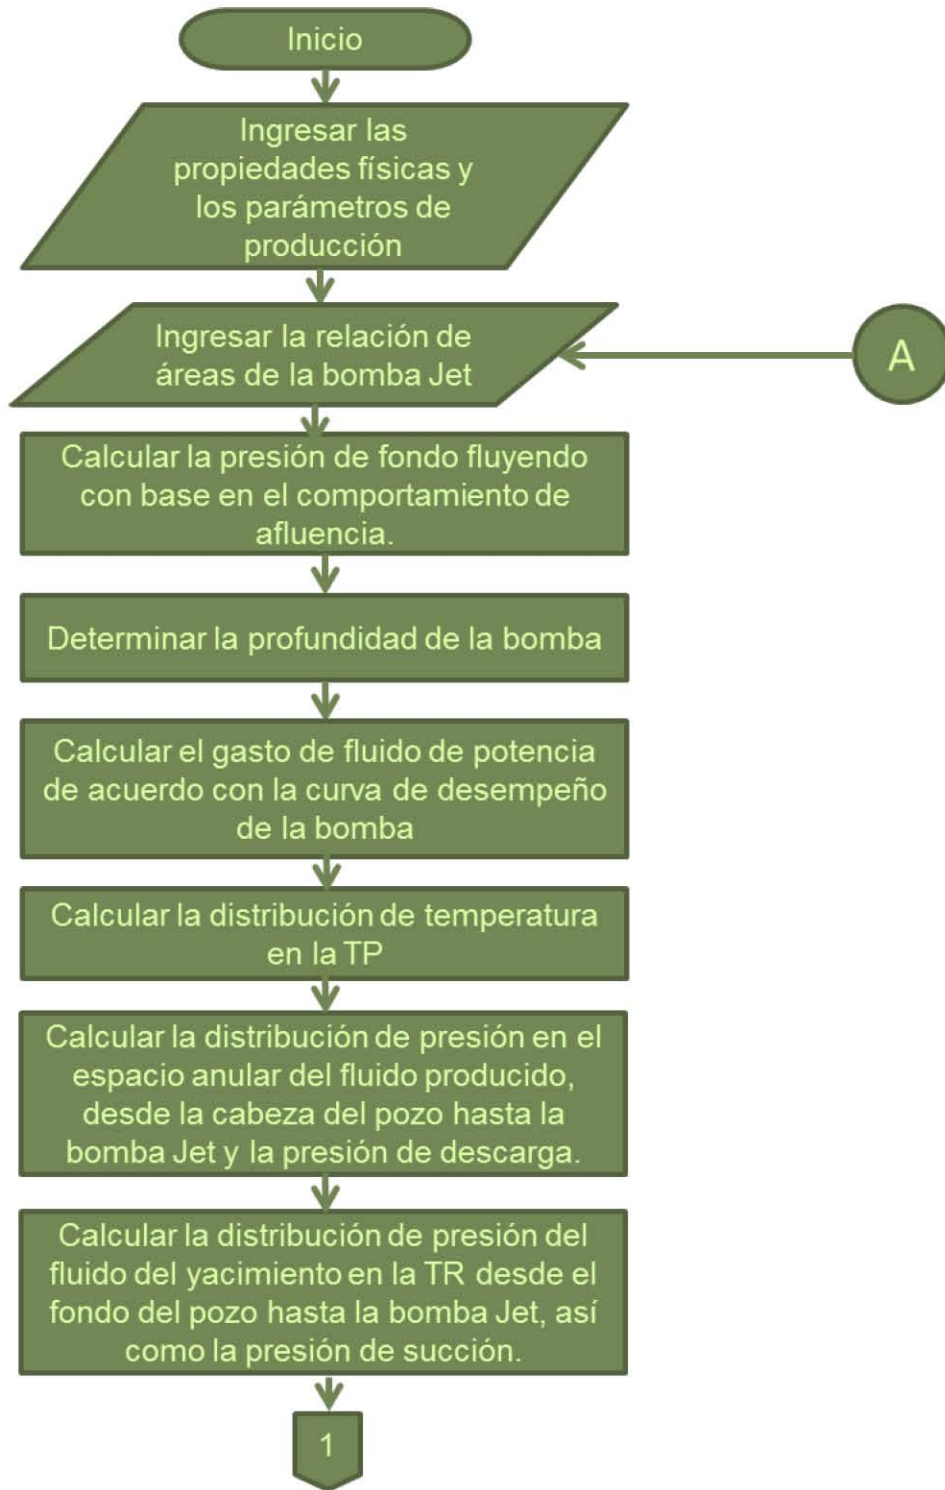 Inicio
Ingresar las
propiedades físicas y
los parámetros de
producción
Ingresar la relación de
áreas de la bomba Jet
A
Calcular la presión de fondo fluyendo
con base en el comportamiento de
afluencia.
Determinar la profundidad de la bomba
Calcular el gasto de fluido de potencia
de acuerdo con la curva de desempeño
de la bomba
Calcular la distribución de temperatura
en la TP
Calcular la distribución de presión en el
espacio anular del fluido producido,
desde la cabeza del pozo hasta la
bomba Jet y la presión de descarga.
Calcular la distribución de presión del
fluido del yacimiento en la TR desde el
fondo del pozo hasta la bomba Jet, así
como la presión de succión.
1